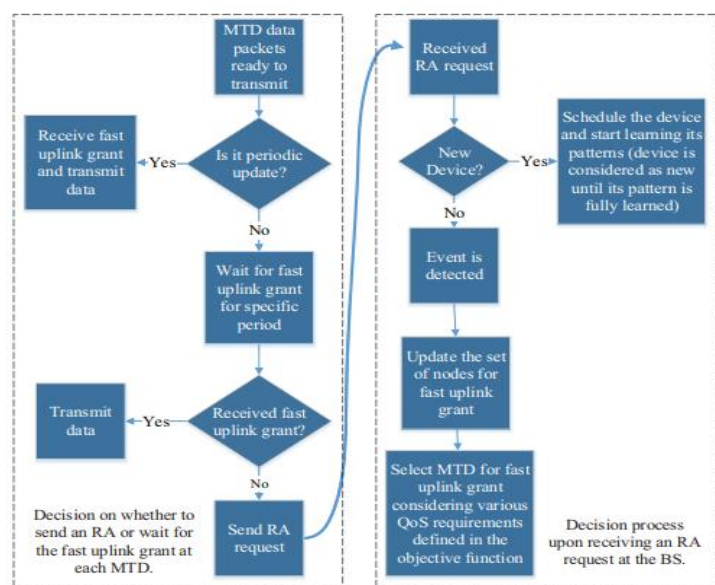 MTD data
packets
ready to
transmit
Receive fast
uplink grant
and transmit
data
Yes
Is it periodic
update?
No
Wait for fast
uplink grant
for specific
period
Transmit
data
Yes
Received fast
uplink grant?
No
Send RA
request
Decision on whether to
send an RA or wait for
the fast uplink grant at
each MTD.
Received
RA request
New
Device?
Yes
Schedule the
device and start
learning its
patterns (device is
considered as new
until its pattern is
fully learned)
No
Event is
detected
Update the set
of nodes for
fast uplink
grant
Select MTD for fast
uplink grant
considering various
QoS requirements
defined in the
objective function
Decision process
upon receiving an RA
request at the BS.